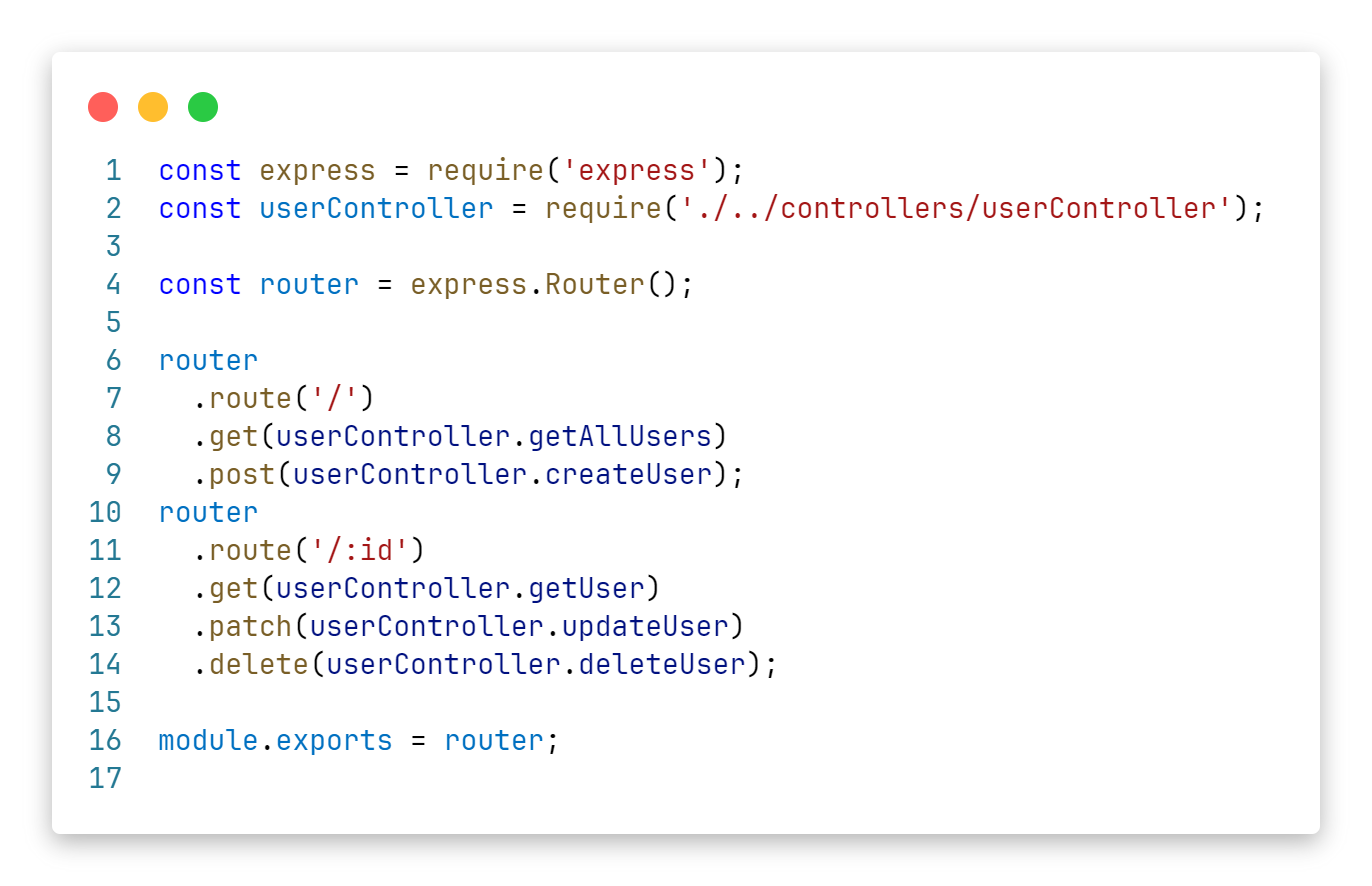 1 const express = require('express');
2 const userController = require('./../controllers/userController');
3
4 const router = express.Router();
5
6 router
7   .route('/')
8   .get(userController.getAllUsers)
9   .post(userController.createUser);
10 router
11   .route('/:id')
12   .get(userController.getUser)
13   .patch(userController.updateUser)
14   .delete(userController.deleteUser);
15
16 module.exports = router;
17